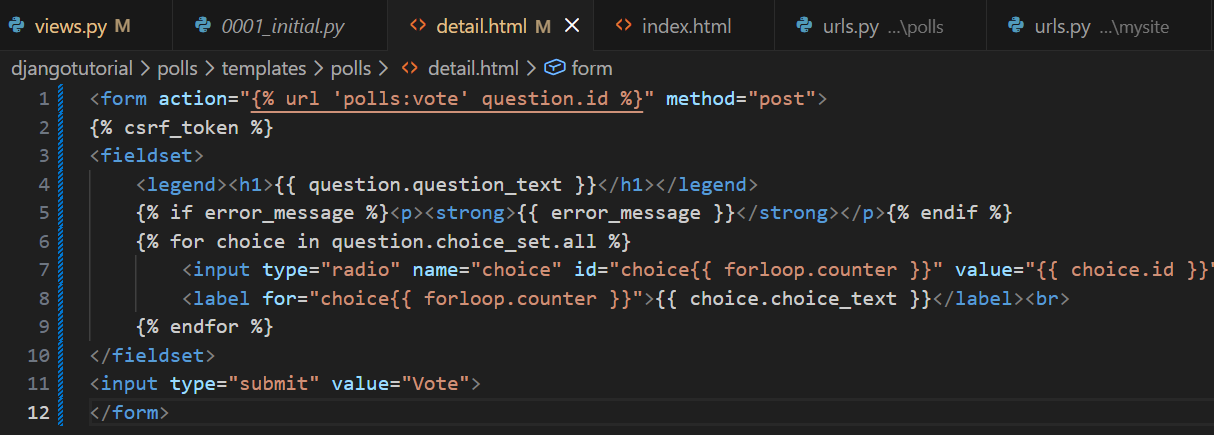 views.py M 0001_initial.py detail.html M index.html urls.py ...\polls urls.py ...\mysite
djangotutorial > polls > templates > polls > detail.html > form
1 <form action="{% url 'polls:vote' question.id %}" method="post">
2 {% csrf_token %}
3 <fieldset>
4 <legend><h1>{{ question.question_text }}</h1></legend>
5 {% if error_message %}<p><strong>{{ error_message }}</strong></p>{% endif %}
6 {% for choice in question.choice_set.all %}
7 <input type="radio" name="choice" id="choice{{ forloop.counter }}" value="{{ choice.id }}"
8 <label for="choice{{ forloop.counter }}">{{ choice.choice_text }}</label><br>
9 {% endfor %}
10 </fieldset>
11 <input type="submit" value="Vote">
12 </form>